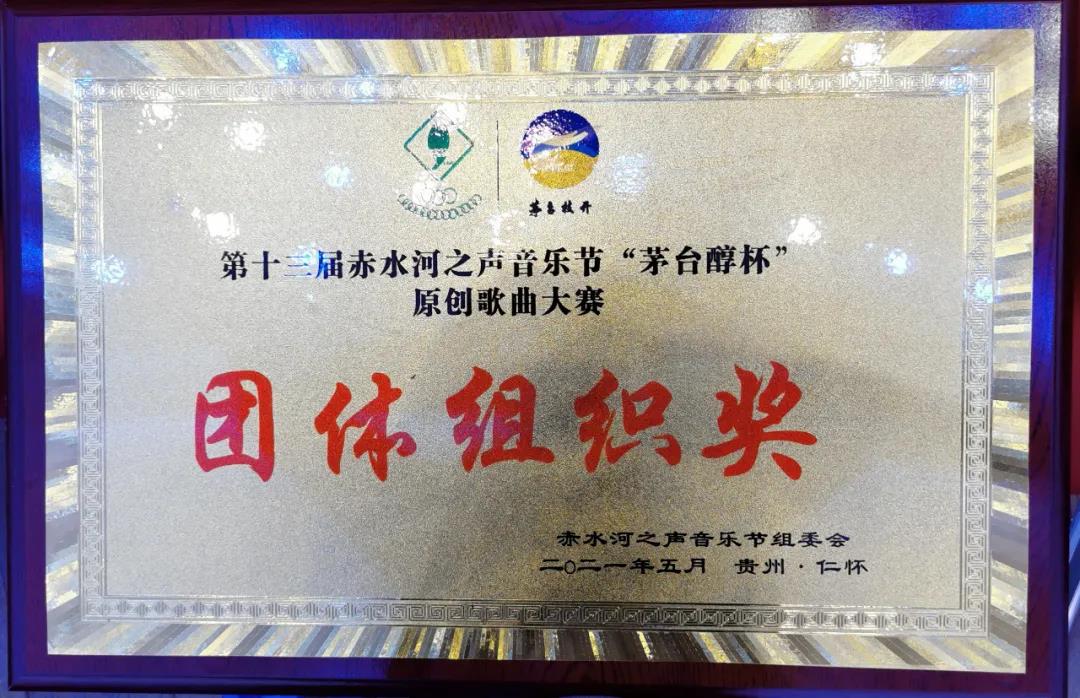 茅台技开
第十三届赤水河之声音乐节“茅台醇杯”
原创歌曲大赛
团体组织奖
赤水河之声音乐节组委会
二〇二一年五月 贵州·仁怀